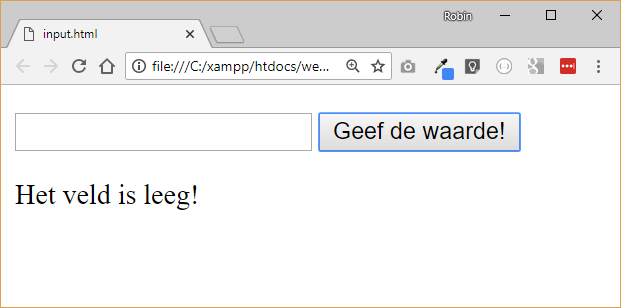 Robin
input.html
file:///C:/xampp/htdocs/we...
Geef de waarde!
Het veld is leeg!